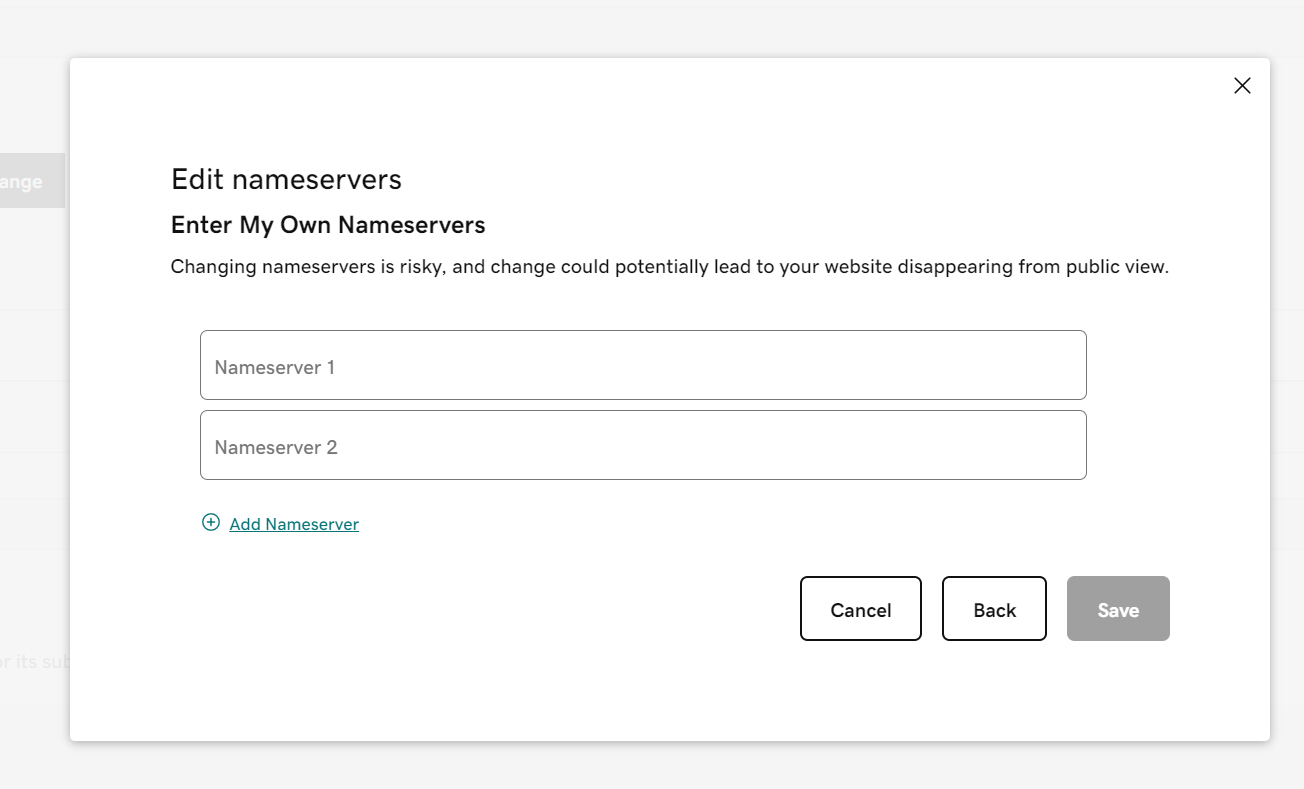 Edit nameservers
Enter My Own Nameservers
Changing nameservers is risky, and change could potentially lead to your website disappearing from public view.
Nameserver 1
Nameserver 2
Add Nameserver
Cancel
Back
Save
ange
or its sub